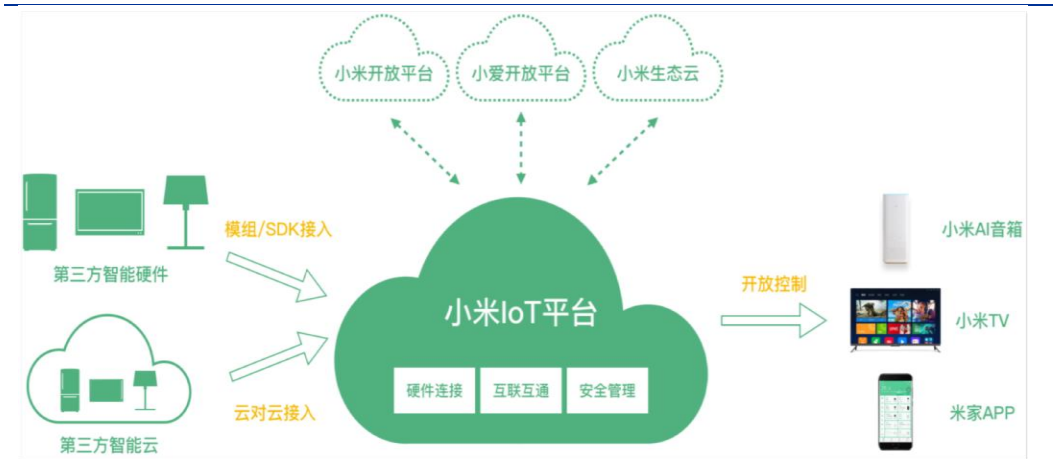 小米开放平台
小爱开放平台
小米生态云
模组/SDK接入
第三方智能硬件
小米AI音箱
开放控制
小米IoT平台
小米TV
硬件连接
互联互通
安全管理
云对云接入
米家APP
第三方智能云